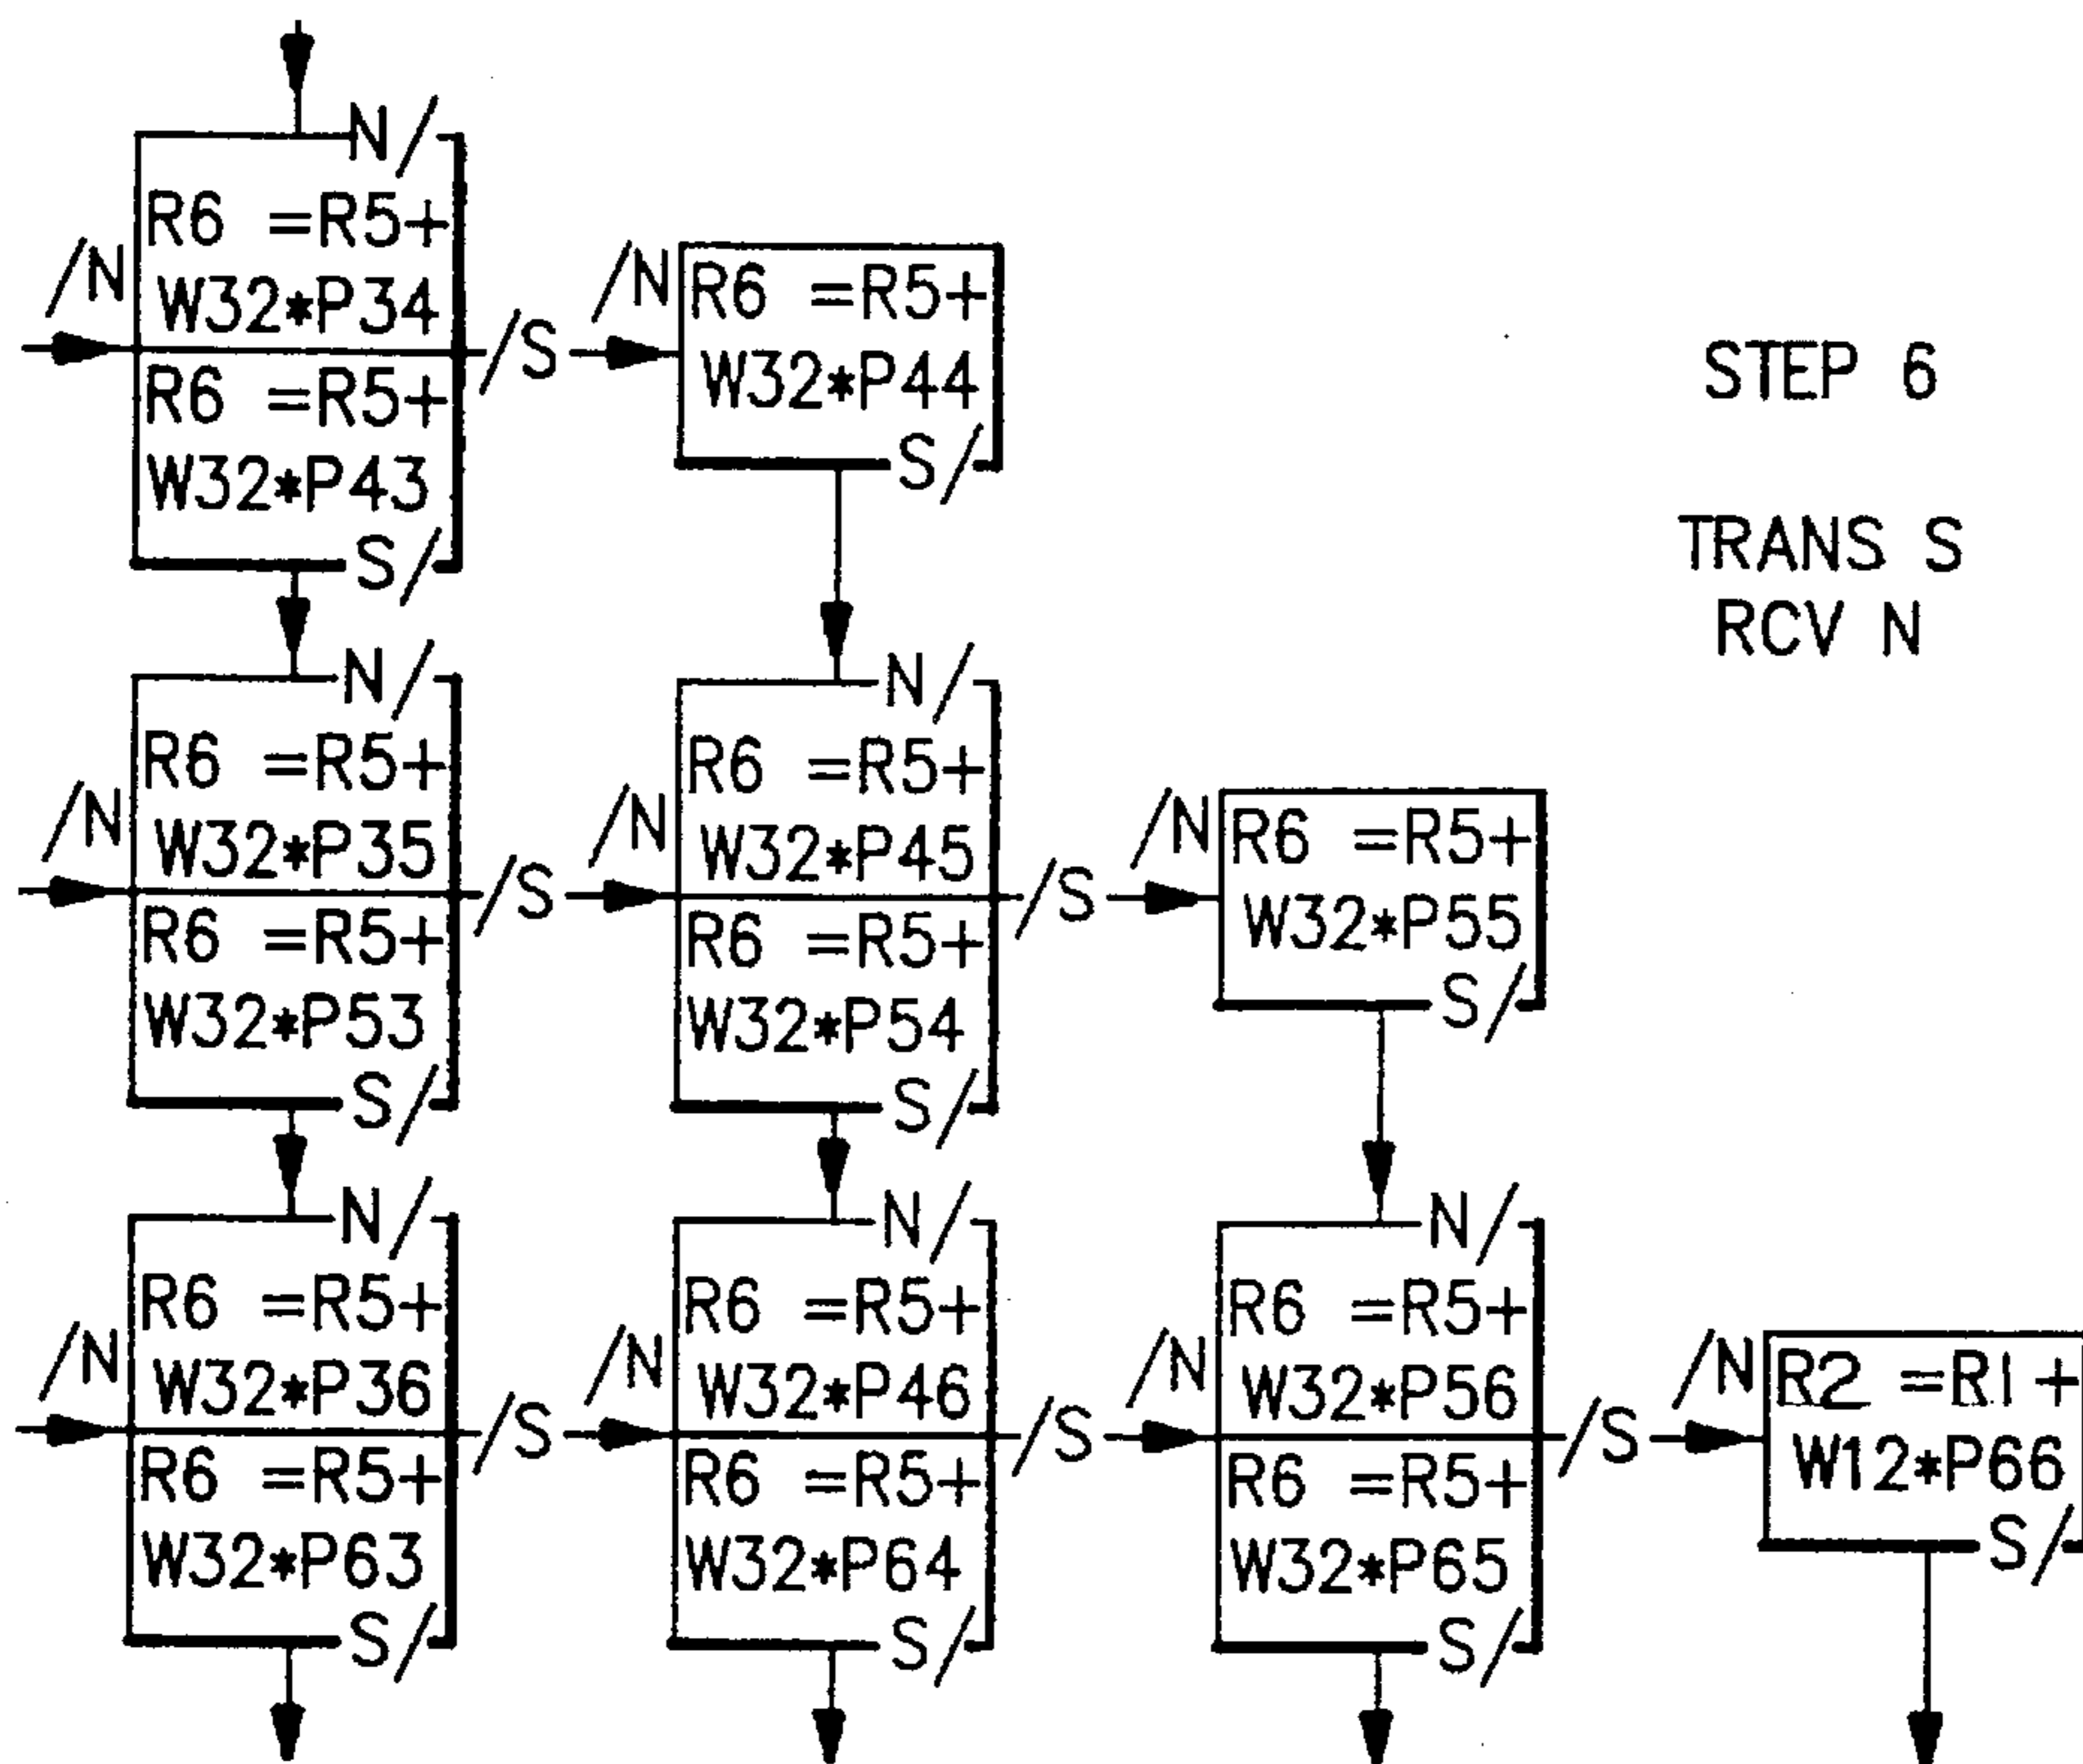 N/
R6 =R5+
W32*P34
/N
R6 =R5+
W32*P43
/S
S/
/N
R6 =R5+
W32*P44
S/
STEP 6
TRANS S
RCV N
N/
R6 =R5+
W32*P35
/N
R6 =R5+
W32*P53
/S
S/
N/
R6 =R5+
W32*P45
/N
R6 =R5+
W32*P54
/S
S/
/N
R6 =R5+
W32*P55
S/
N/
R6 =R5+
W32*P36
/N
R6 =R5+
W32*P63
/S
S/
N/
R6 =R5+
W32*P46
/N
R6 =R5+
W32*P64
/S
S/
N/
R6 =R5+
W32*P56
/N
R6 =R5+
W32*P65
/S
S/
/N
R2 =R1+
W12*P66
S/